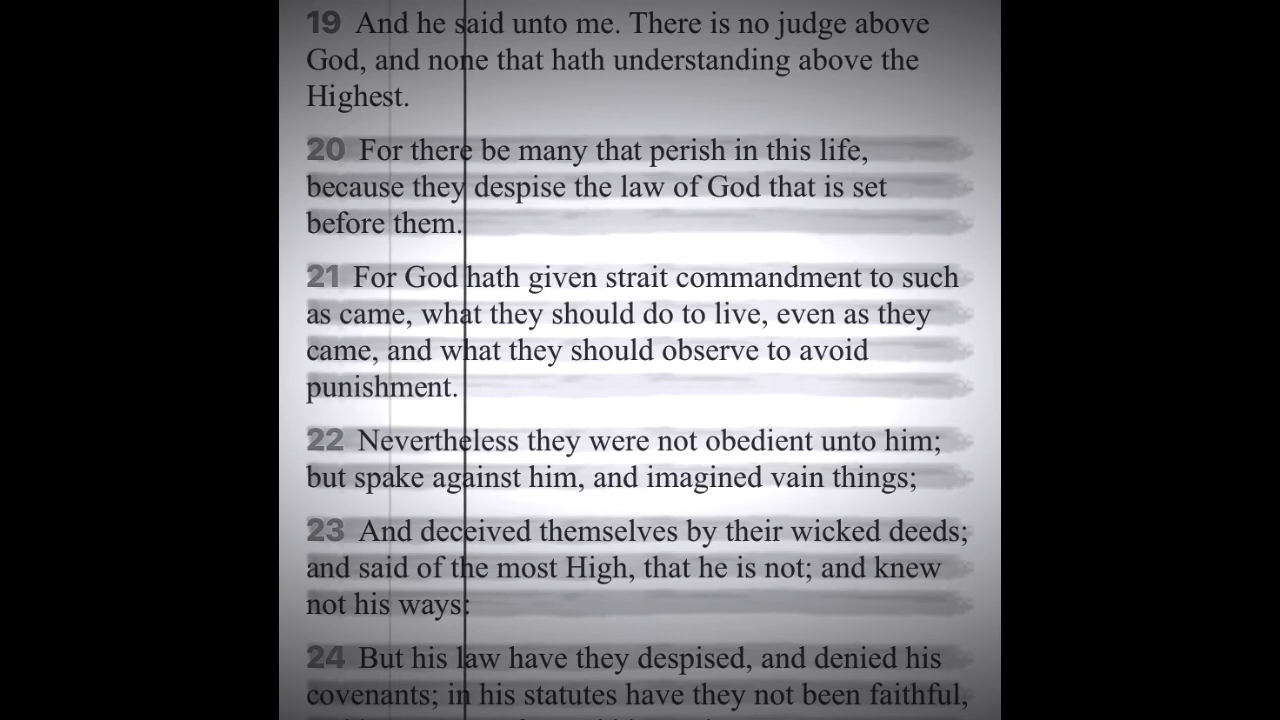 19 And he said unto me. There is no judge above
God, and none that hath understanding above the
Highest.
20 For there be many that perish in this life,
because they despise the law of God that is set
before them.
21 For God hath given strait commandment to such
as came, what they should do to live, even as they
came, and what they should observe to avoid
punishment.
22 Nevertheless they were not obedient unto him;
but spake against him, and imagined vain things;
23 And deceived themselves by their wicked deeds;
and said of the most High, that he is not; and knew
not his ways:
24 But his law have they despised, and denied his
covenants; in his statutes have they not been faithful,